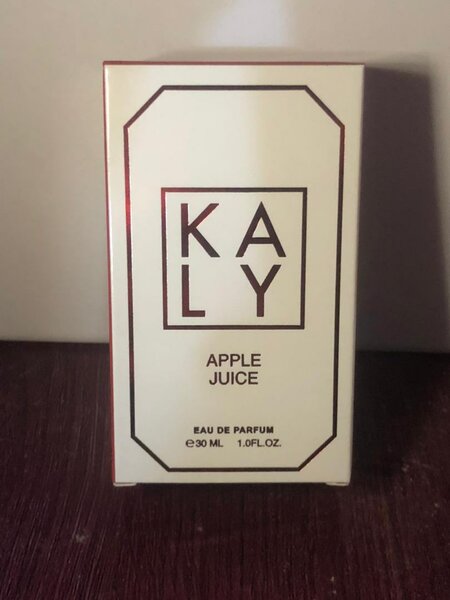 KA
LY
APPLE
JUICE
EAU DE PARFUM
℮30 ML 1.0FL.OZ.